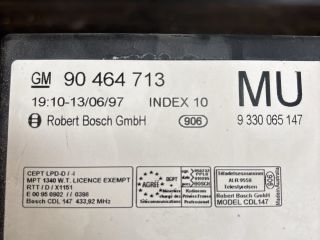 GM 90 464 713 MU
19:10-13/06/97 INDEX 10
Robert Bosch GmbH 906 9 330 065 147
CEPT LPD-D / -I
MPT 1340 W.T. LICENCE EXEMPT
RTT / D / X1151
E 00 95 0902 // 0398
Bosch CDL 147 433,92 MHz
AGREE
DGPT
Robert Bosch GmbH
MODEL CDL147
906